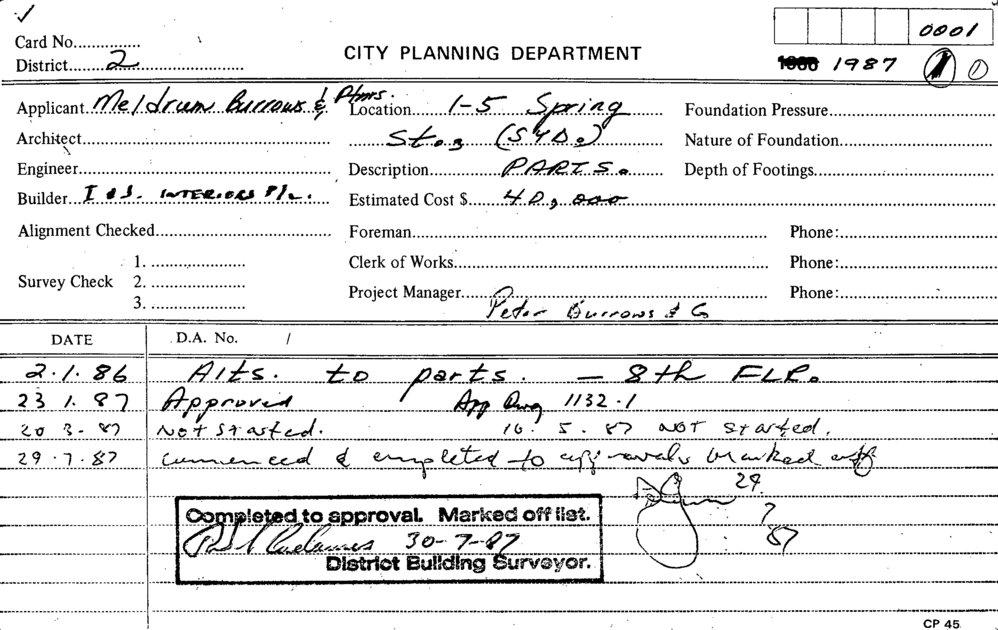 ✓
0001
Card No...............
CITY PLANNING DEPARTMENT
District........2..........................
1987 1
Applicant Meldrum Burrows & Ptnrs. Location 1-5 Spring Foundation Pressure
Architect St., (SYD.) Nature of Foundation
Engineer Description PARTS. Depth of Footings
Builder I & S. INTERIORS P/L. Estimated Cost $ 40,000
Alignment Checked Foreman Phone:
1. Clerk of Works Phone:
Survey Check 2.
3. Project Manager Peter Burrows & Co Phone:
DATE D.A. No. /
2.1.86 Alts. to parts. — 8th FLR.
23 1.87 Approved App Dwg 1132.1
20 3.87 Not started. 16. 5. 87 not started.
29.7.87 commenced & completed to approvals marked off
29.
7
87
Completed to approval. Marked off list.
30-7-87
District Building Surveyor.
CP 45